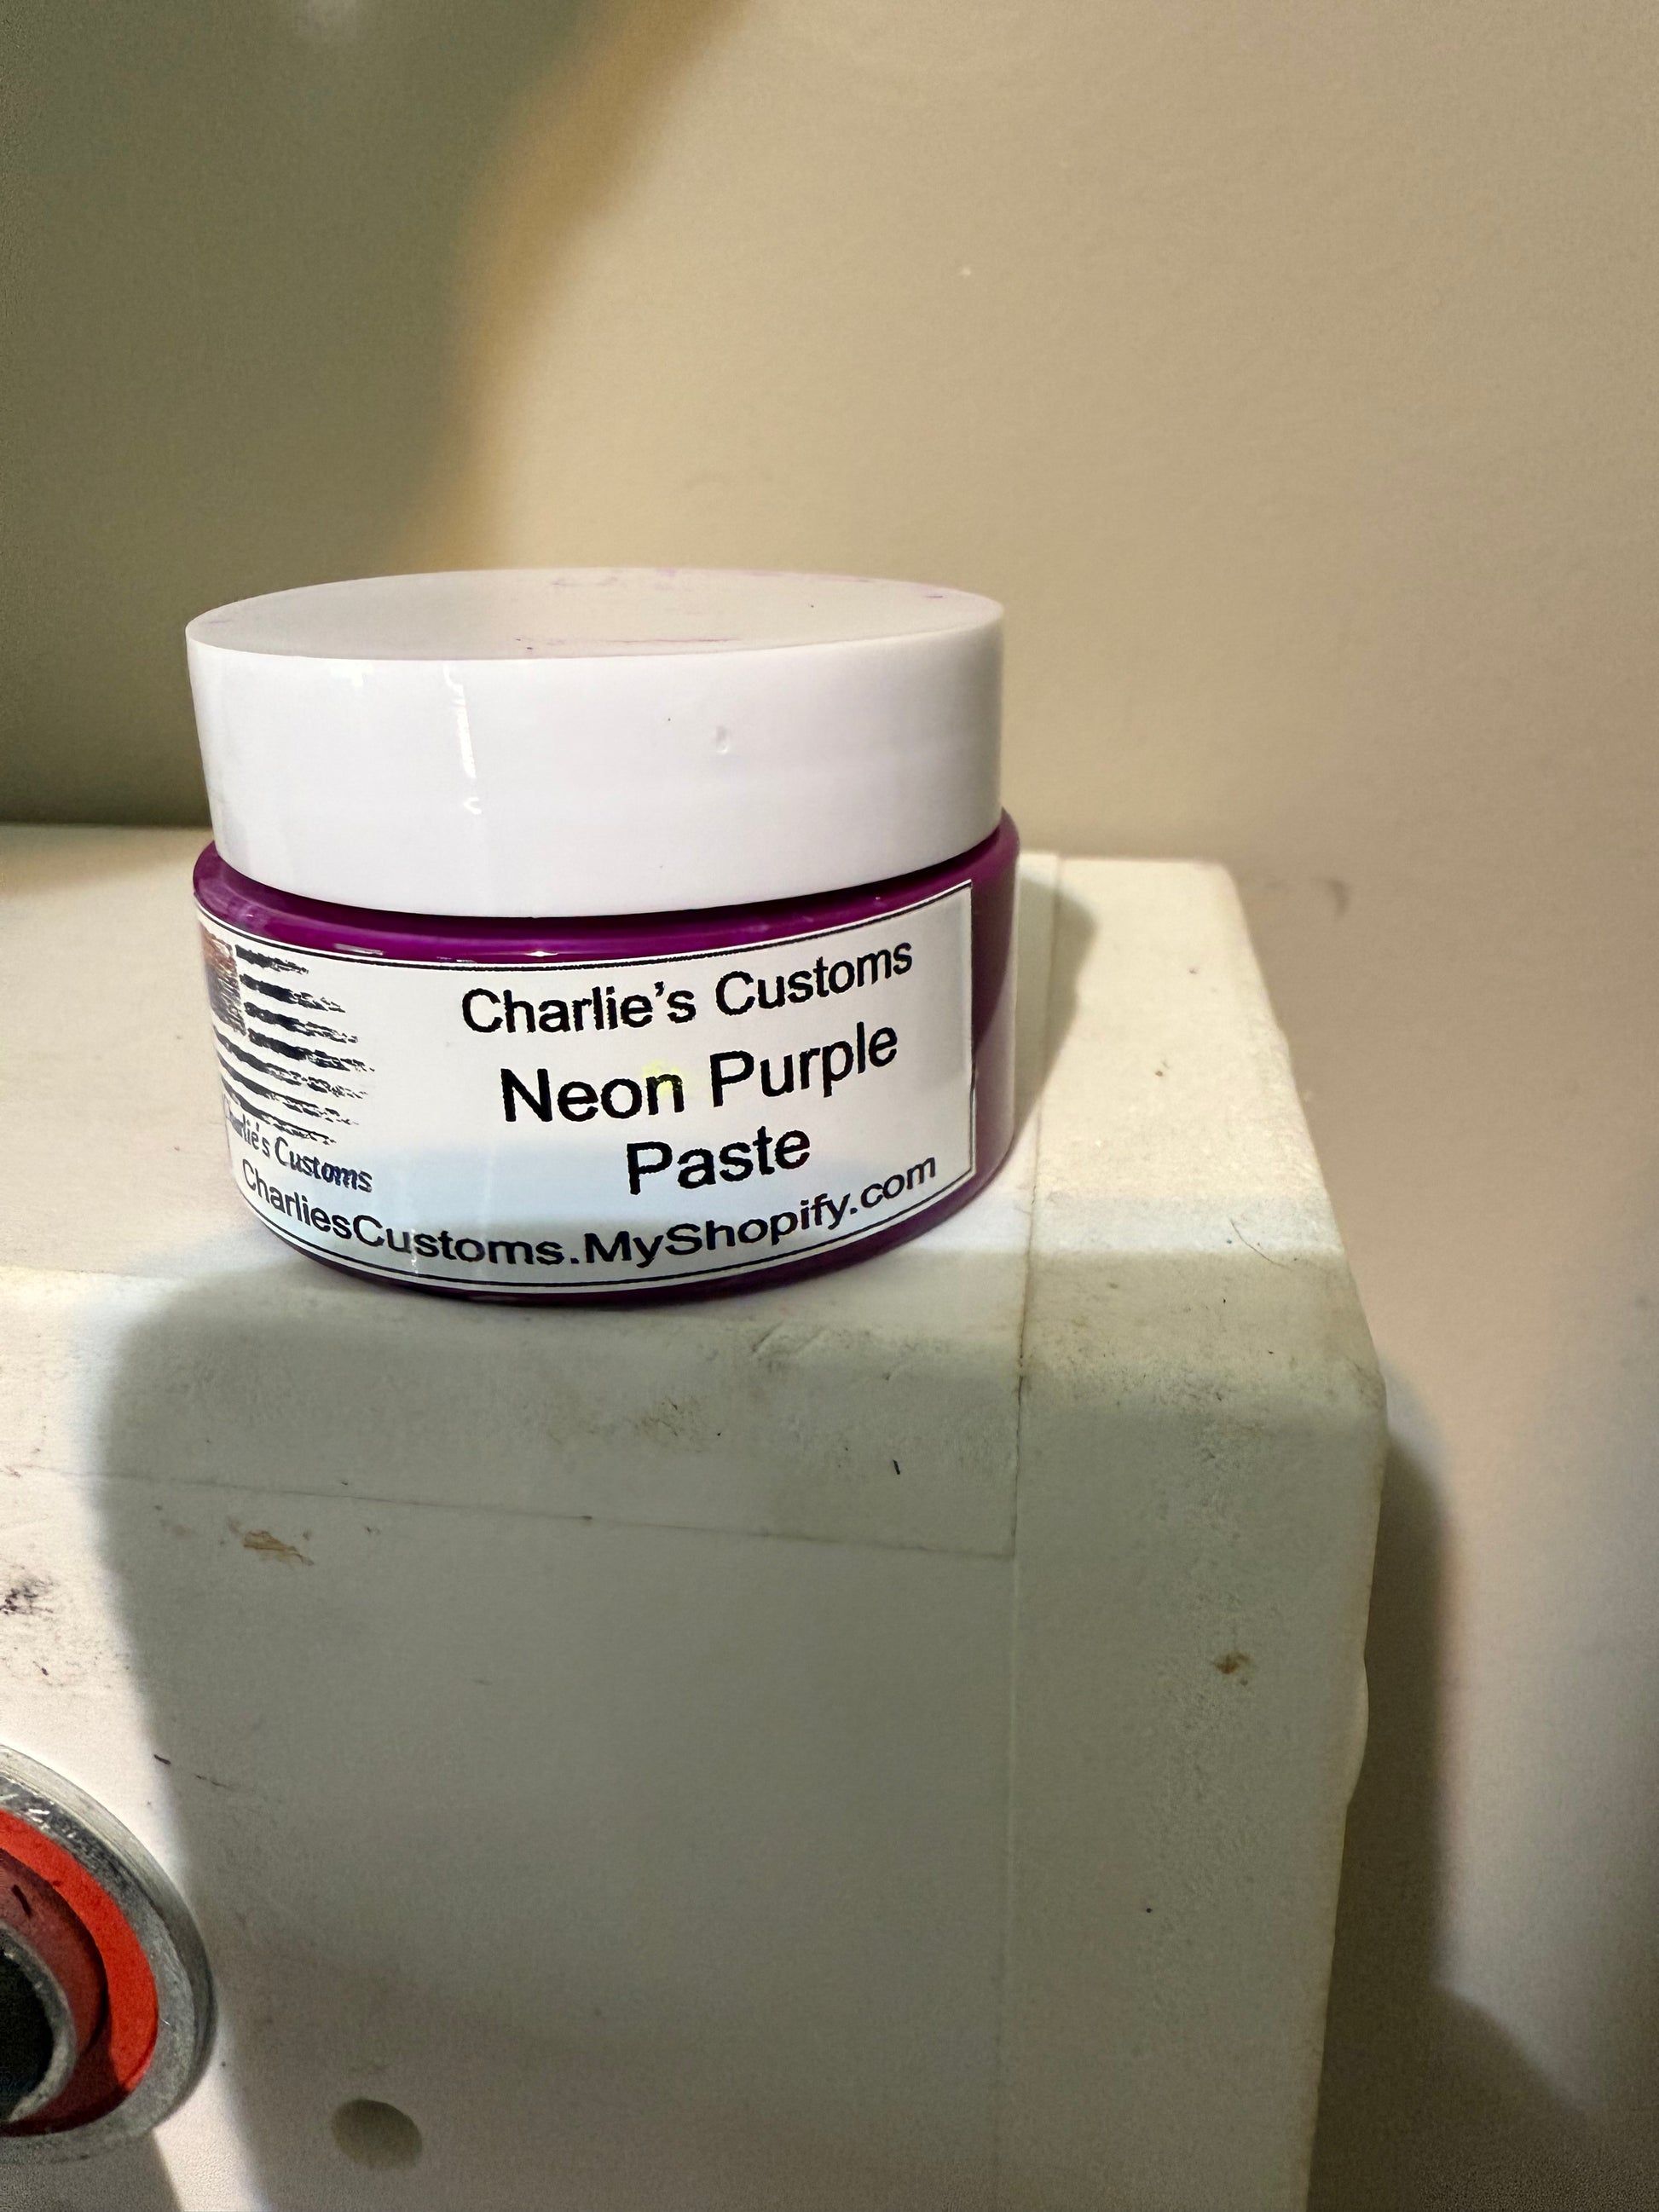 Charlie's Customs
Neon Purple
Paste
Charlie's Customs
CharliesCustoms.MyShopify.com